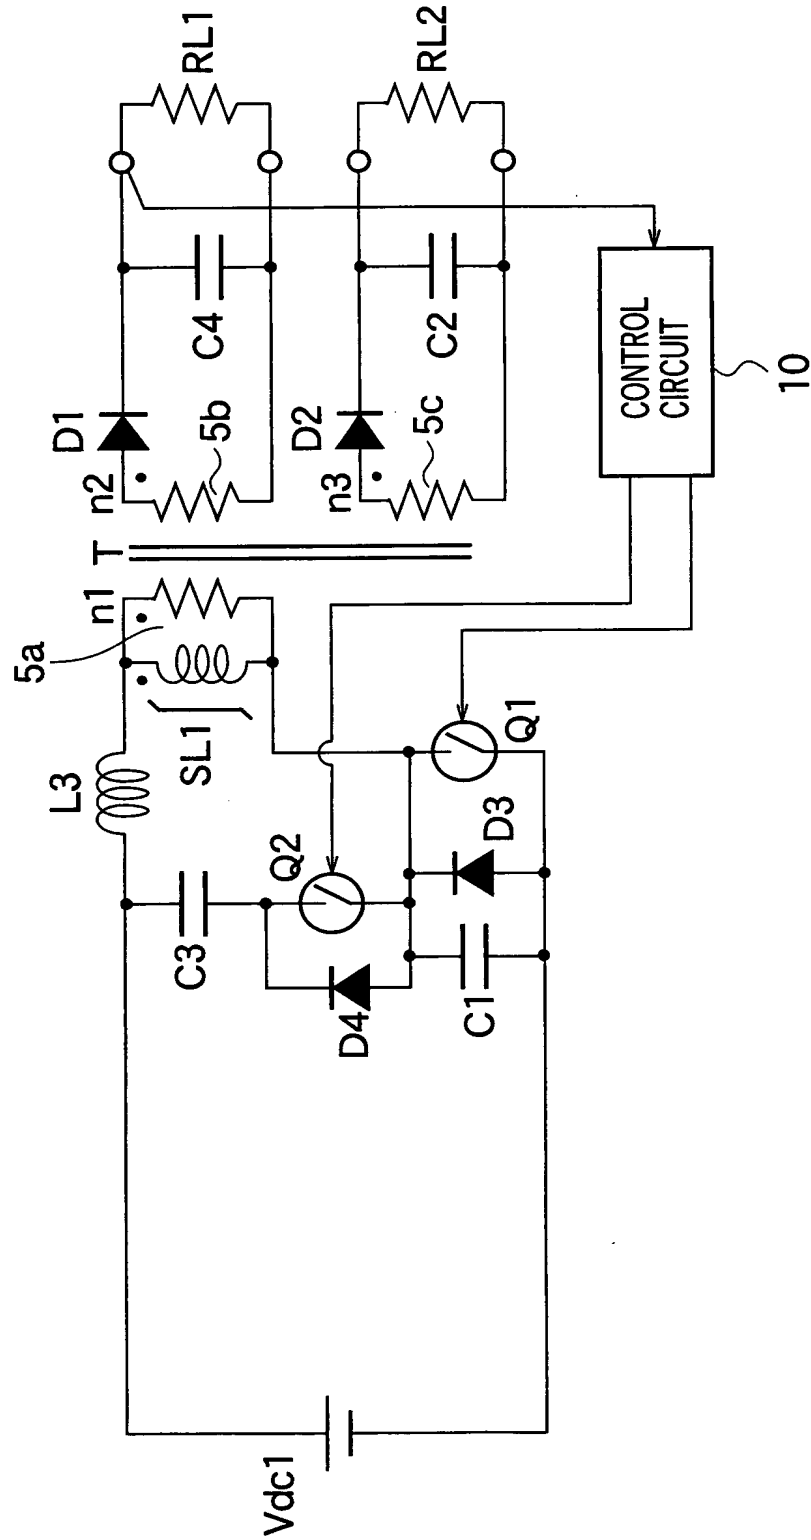 Vdc1
C3
D4
Q2
C1
D3
Q1
L3
SL1
5a
n1
T
n2
D1
5b
C4
RL1
n3
D2
5c
C2
RL2
CONTROL
CIRCUIT
10